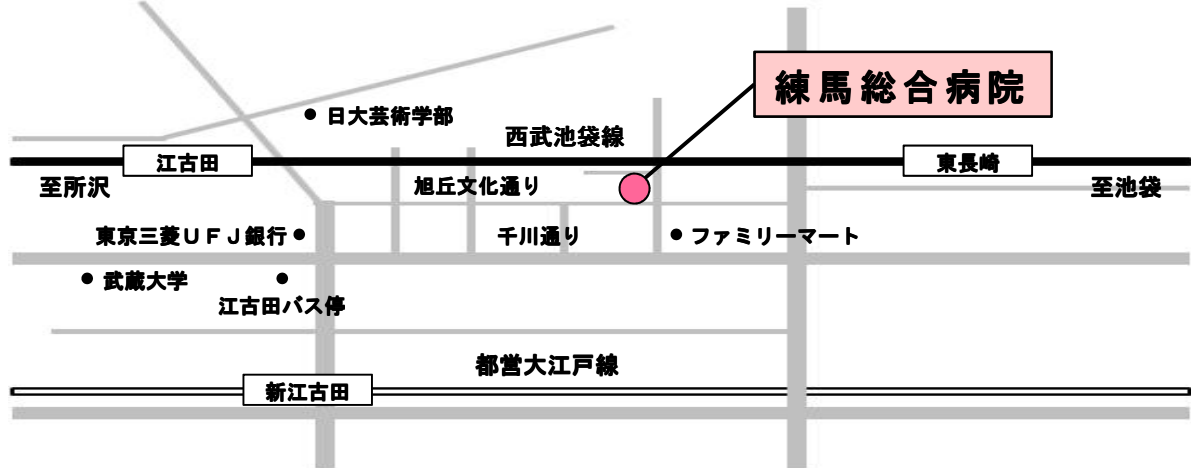 練馬総合病院
日大芸術学部
西武池袋線
江古田
東長崎
至所沢
旭丘文化通り
至池袋
東京三菱ＵＦＪ銀行
千川通り
ファミリーマート
武蔵大学
江古田バス停
都営大江戸線
新江古田